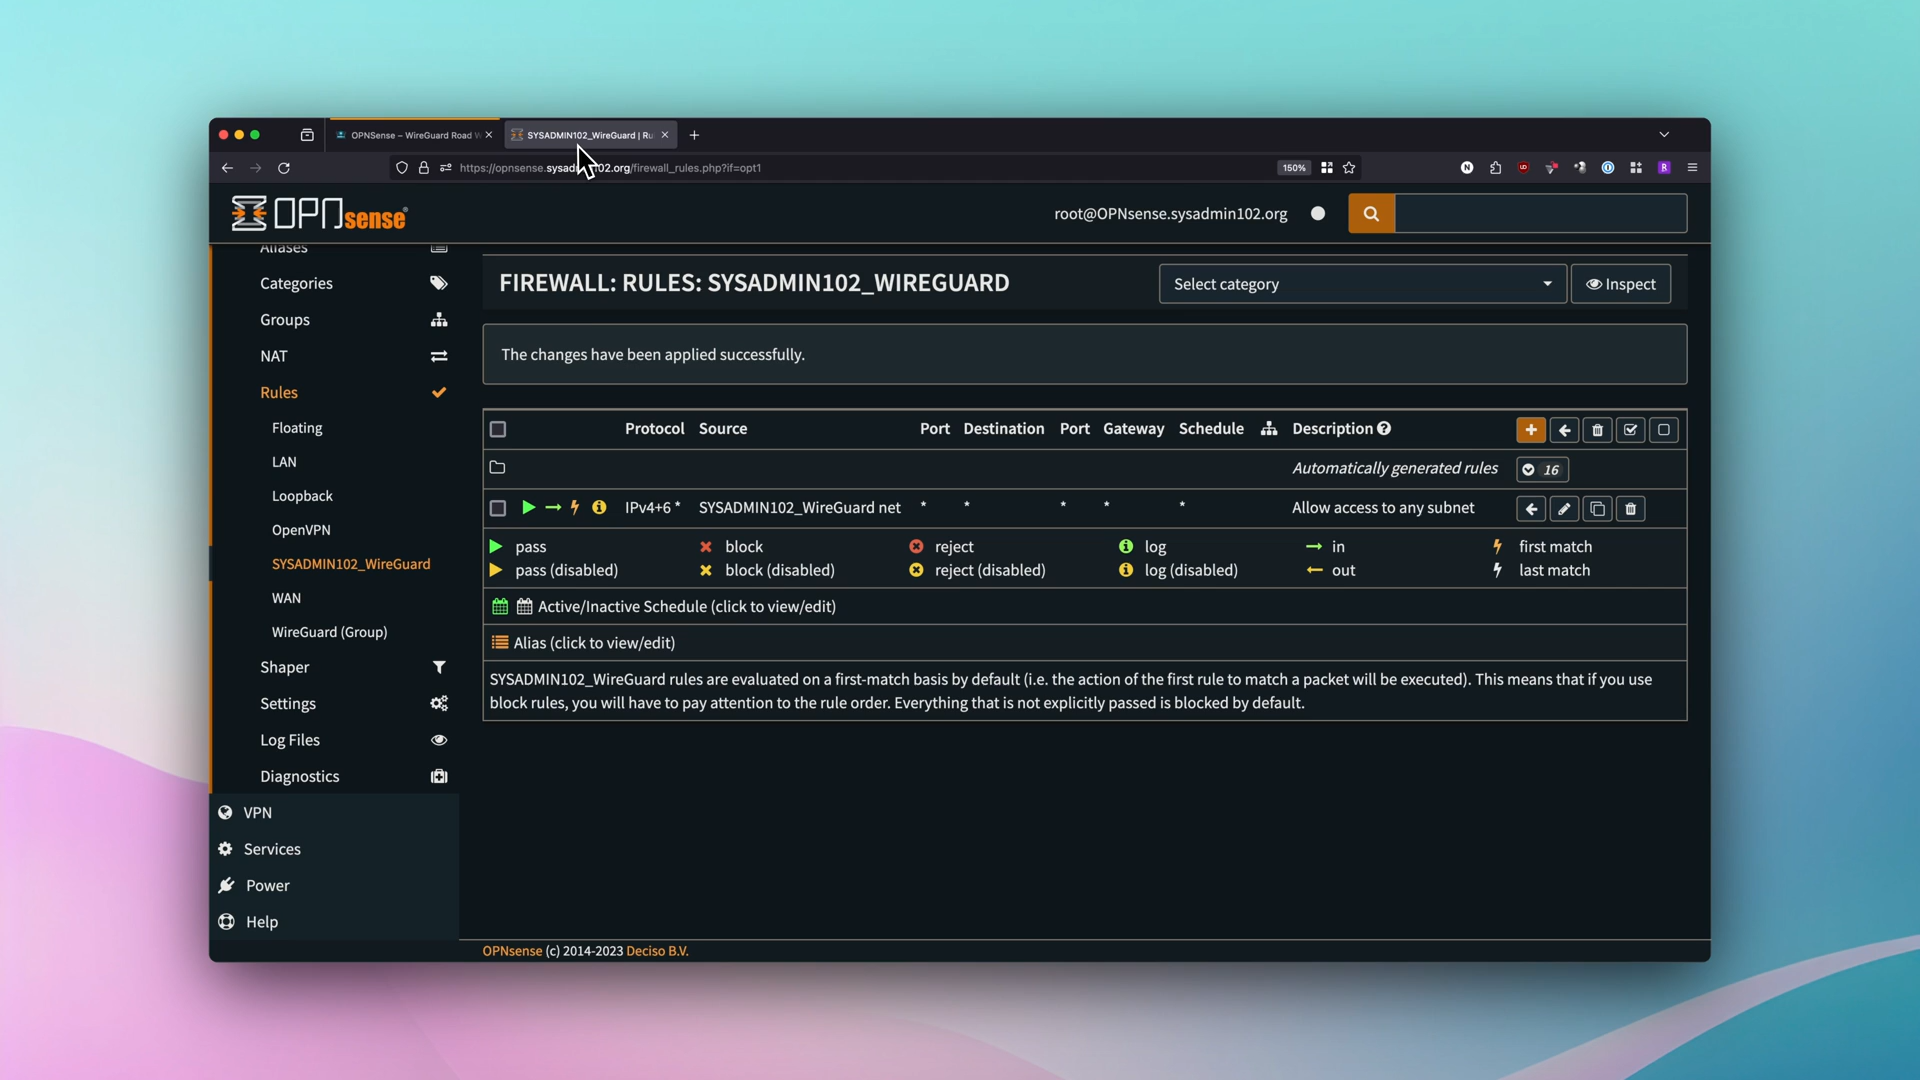 OPNSense – WireGuard Road W
SYSADMIN102_WireGuard | Ru
https://opnsense.sysad 02.org/firewall_rules.php?if=opt1
150%
OPNsense
root@OPNsense.sysadmin102.org
Aliases
Categories
Groups
NAT
Rules
Floating
LAN
Loopback
OpenVPN
SYSADMIN102_WireGuard
WAN
WireGuard (Group)
Shaper
Settings
Log Files
Diagnostics
VPN
Services
Power
Help
FIREWALL: RULES: SYSADMIN102_WIREGUARD
Select category
Inspect
The changes have been applied successfully.
Protocol Source Port Destination Port Gateway Schedule Description
Automatically generated rules 16
IPv4+6 * SYSADMIN102_WireGuard net * * * * * Allow access to any subnet
pass block reject log in first match
pass (disabled) block (disabled) reject (disabled) log (disabled) out last match
Active/Inactive Schedule (click to view/edit)
Alias (click to view/edit)
SYSADMIN102_WireGuard rules are evaluated on a first-match basis by default (i.e. the action of the first rule to match a packet will be executed). This means that if you use
block rules, you will have to pay attention to the rule order. Everything that is not explicitly passed is blocked by default.
OPNsense (c) 2014-2023 Deciso B.V.